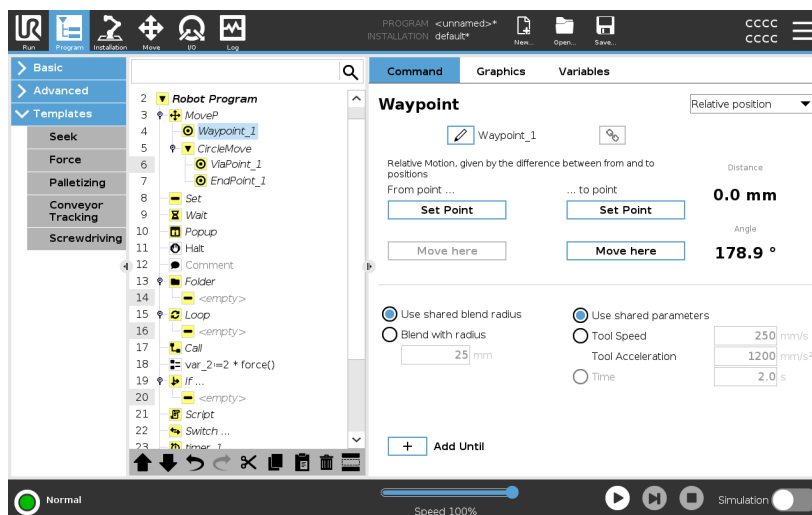 PROGRAM <unnamed>*
INSTALLATION default*
CCCC
CCCC
Run
Program
Installation
Move
I/O
Log
New...
Open...
Save...
Basic
Advanced
Templates
Seek
Force
Palletizing
Conveyor
Tracking
Screwdriving
2 Robot Program
3 MoveP
4 Waypoint_1
5 CircleMove
6 ViaPoint_1
7 EndPoint_1
8 Set
9 Wait
10 Popup
11 Halt
12 Comment
13 Folder
14 <empty>
15 Loop
16 <empty>
17 Call
18 var_2:=2 * force()
19 If ...
20 <empty>
21 Script
22 Switch ...
23 timer_1
Command Graphics Variables
Waypoint
Relative position
Waypoint_1
Relative Motion, given by the difference between from and to
positions
From point ... ... to point
Set Point Set Point
Move here Move here
Distance
0.0 mm
Angle
178.9 °
Use shared blend radius
Blend with radius
25 mm
Use shared parameters
Tool Speed 250 mm/s
Tool Acceleration 1200 mm/s²
Time 2.0 s
+ Add Until
Normal
Speed 100%
Simulation